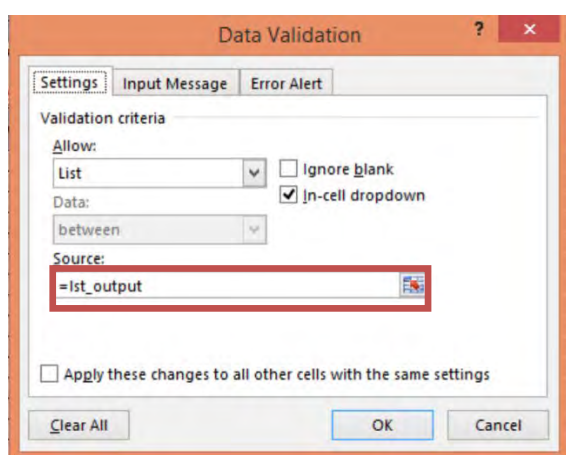 Data Validation ? ×
Settings Input Message Error Alert
Validation criteria
Allow:
List
Ignore blank
In-cell dropdown
Data:
between
Source:
=lst_output
Apply these changes to all other cells with the same settings
Clear All OK Cancel